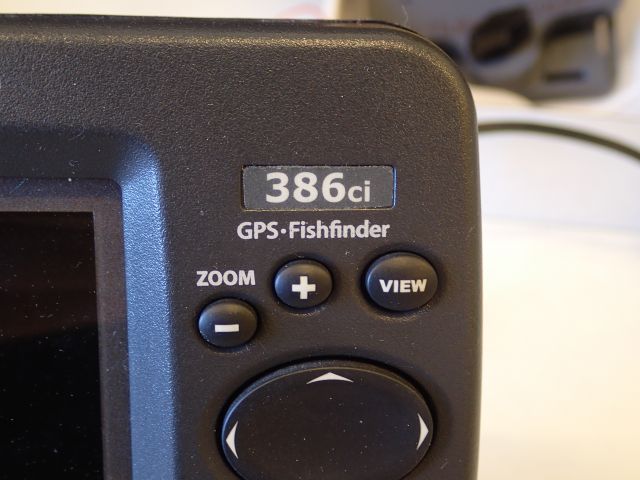 386ci
GPS·Fishfinder
ZOOM
+
VIEW
-